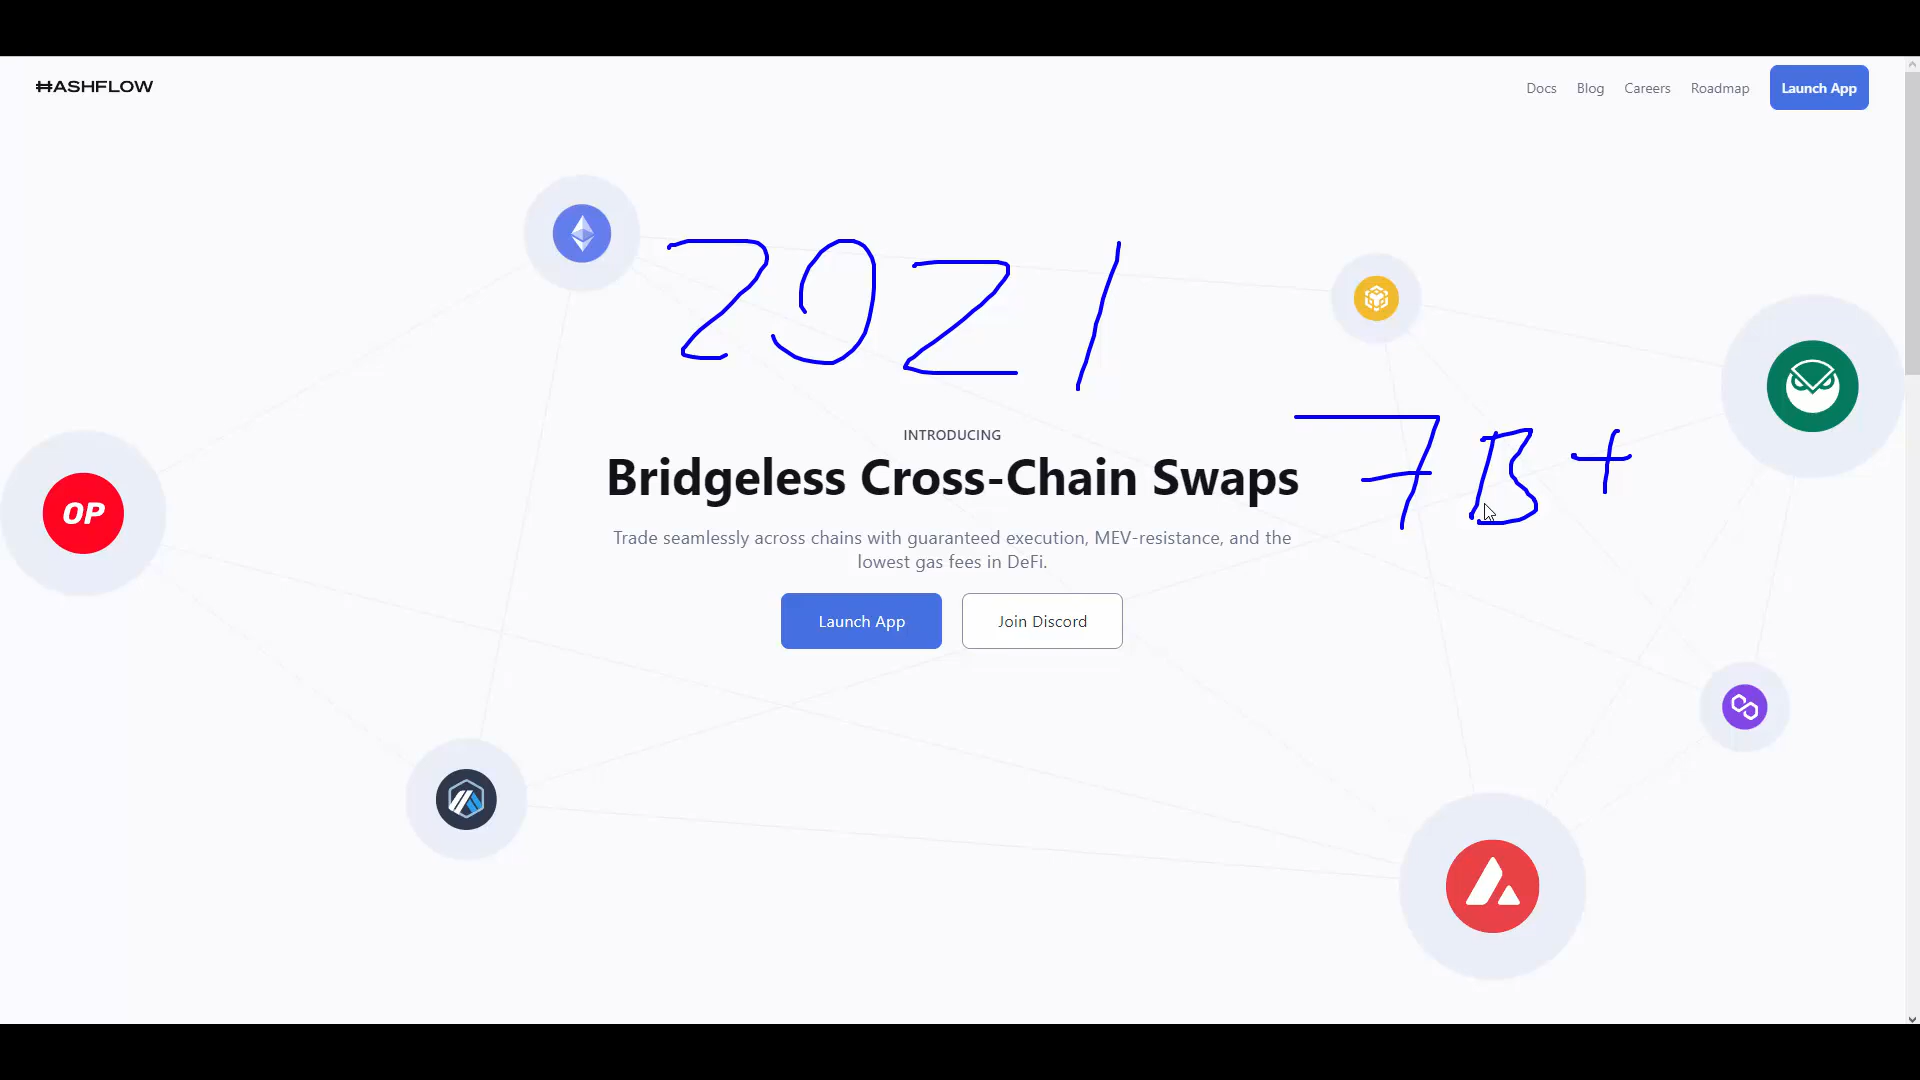 HASHFLOW
Docs Blog Careers Roadmap Launch App
2021
7B+
INTRODUCING
Bridgeless Cross-Chain Swaps
Trade seamlessly across chains with guaranteed execution, MEV-resistance, and the
lowest gas fees in DeFi.
Launch App Join Discord
OP